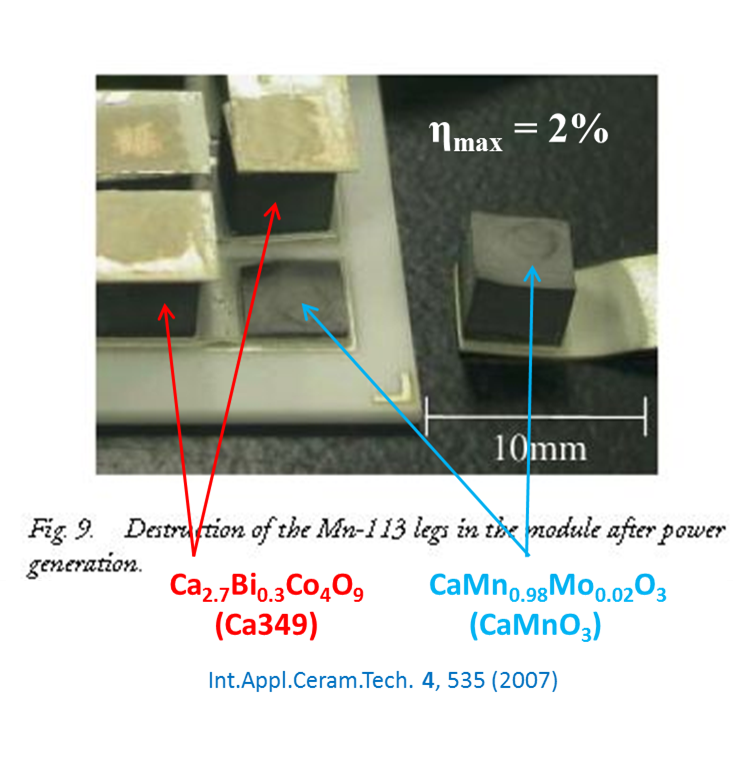 η_max = 2%
10mm
Fig. 9. Destruction of the Mn-113 legs in the module after power
generation.
Ca₂.₇Bi₀.₃Co₄O₉ CaMn₀.₉₈Mo₀.₀₂O₃
(Ca349) (CaMnO₃)
Int.Appl.Ceram.Tech. 4, 535 (2007)